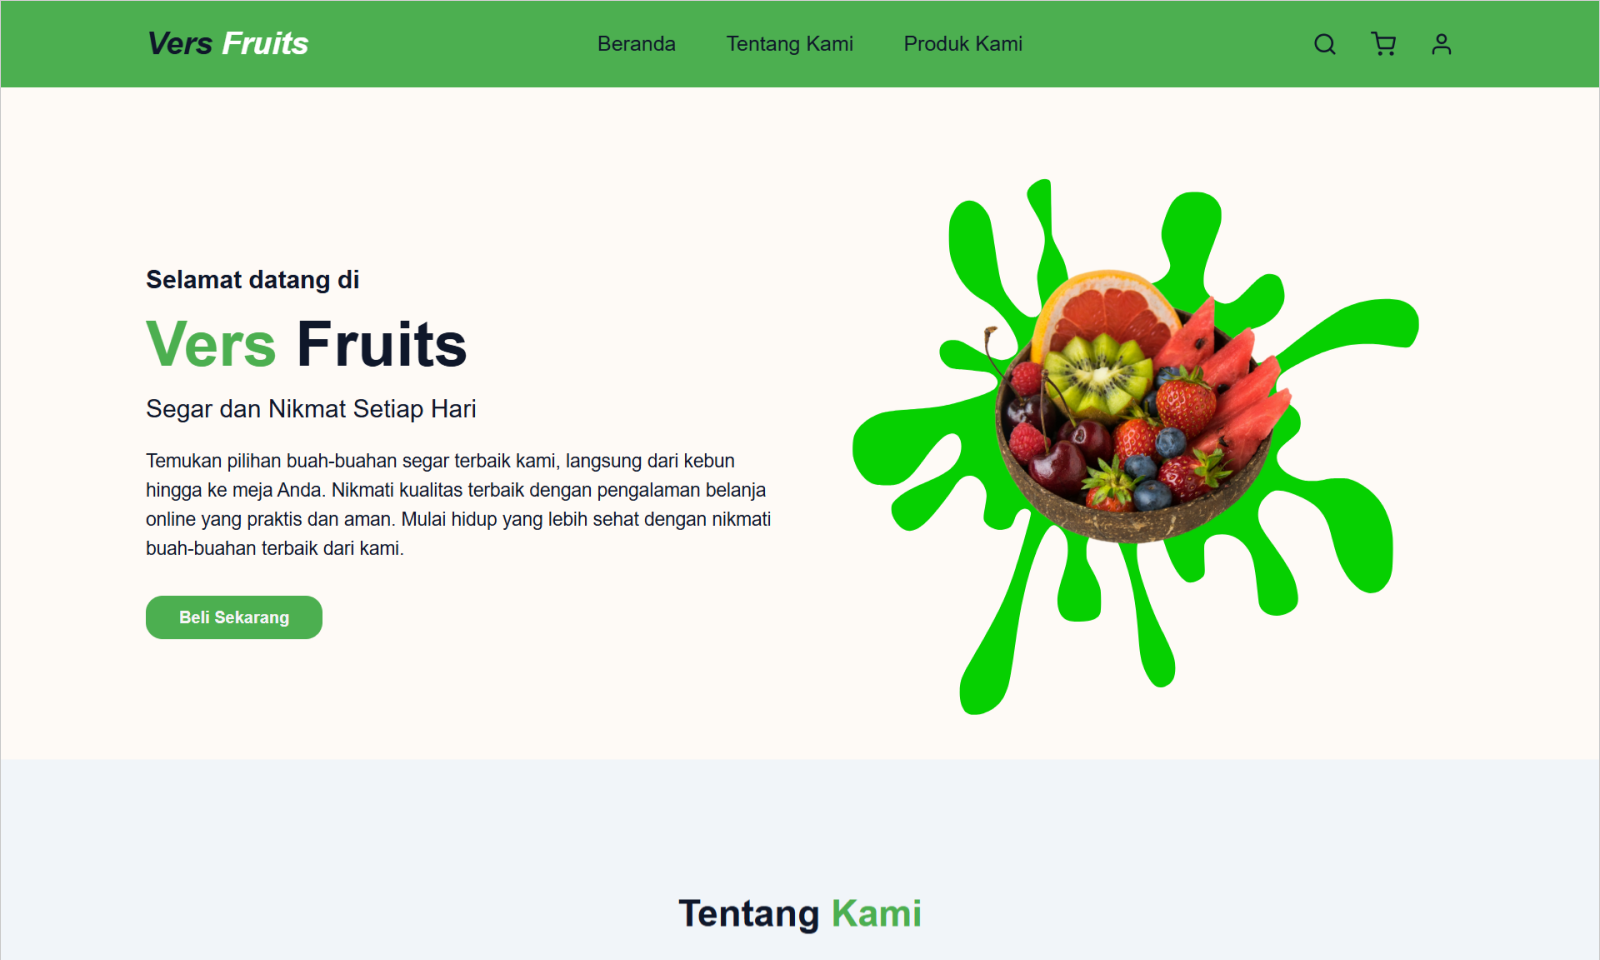 Vers Fruits
Beranda
Tentang Kami
Produk Kami
Selamat datang di
Vers Fruits
Segar dan Nikmat Setiap Hari
Temukan pilihan buah-buahan segar terbaik kami, langsung dari kebun
hingga ke meja Anda. Nikmati kualitas terbaik dengan pengalaman belanja
online yang praktis dan aman. Mulai hidup yang lebih sehat dengan nikmati
buah-buahan terbaik dari kami.
Beli Sekarang
Tentang Kami